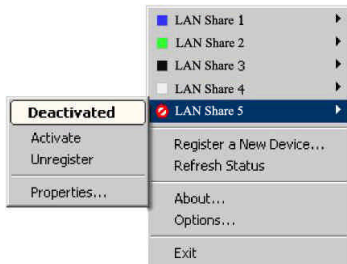 LAN Share 1
LAN Share 2
LAN Share 3
LAN Share 4
LAN Share 5
Deactivated
Activate
Unregister
Properties...
Register a New Device...
Refresh Status
About...
Options...
Exit